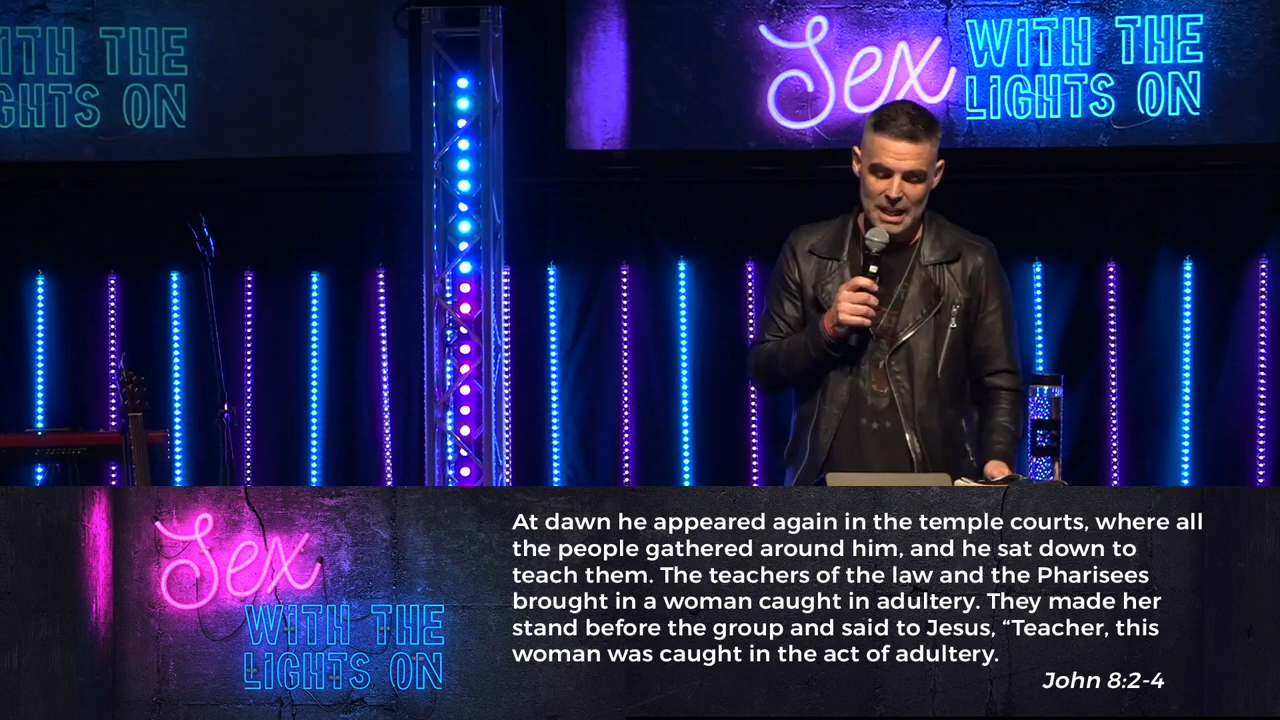 WITH THE
GHTS ON
Sex WITH THE
LIGHTS ON
Sex
WITH THE
LIGHTS ON
At dawn he appeared again in the temple courts, where all
the people gathered around him, and he sat down to
teach them. The teachers of the law and the Pharisees
brought in a woman caught in adultery. They made her
stand before the group and said to Jesus, “Teacher, this
woman was caught in the act of adultery.
John 8:2-4